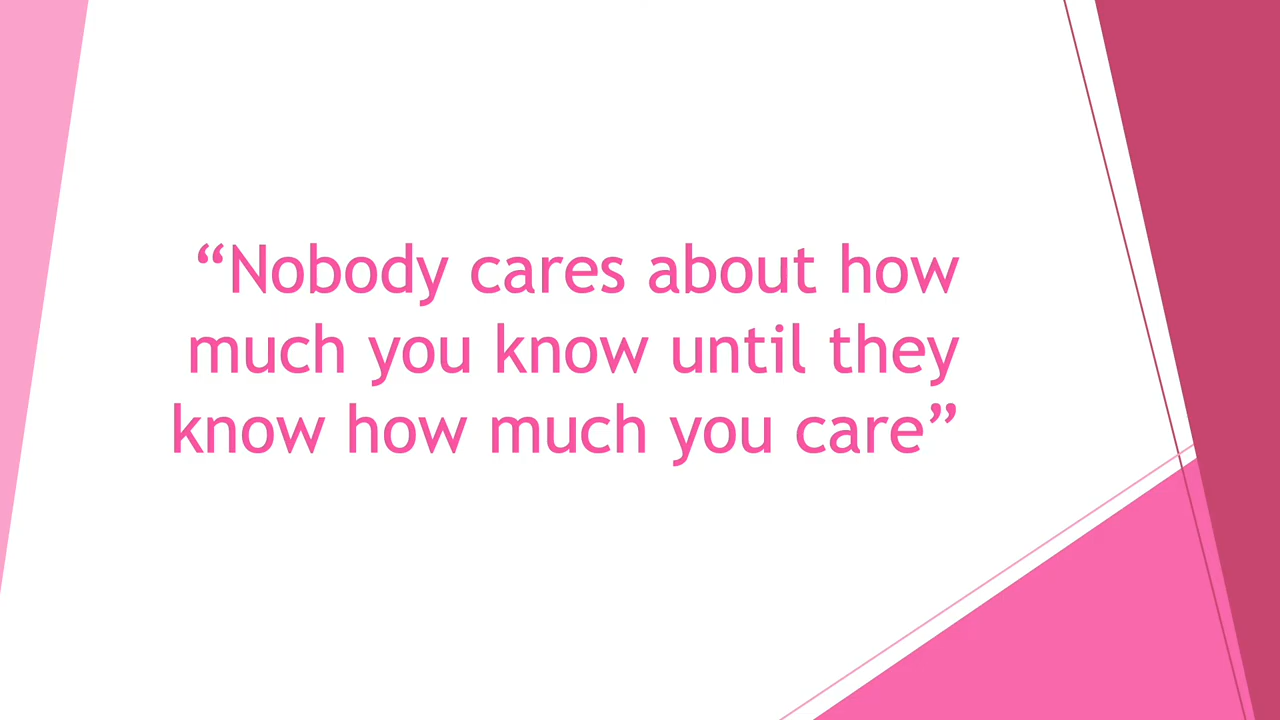 “Nobody cares about how
much you know until they
know how much you care”